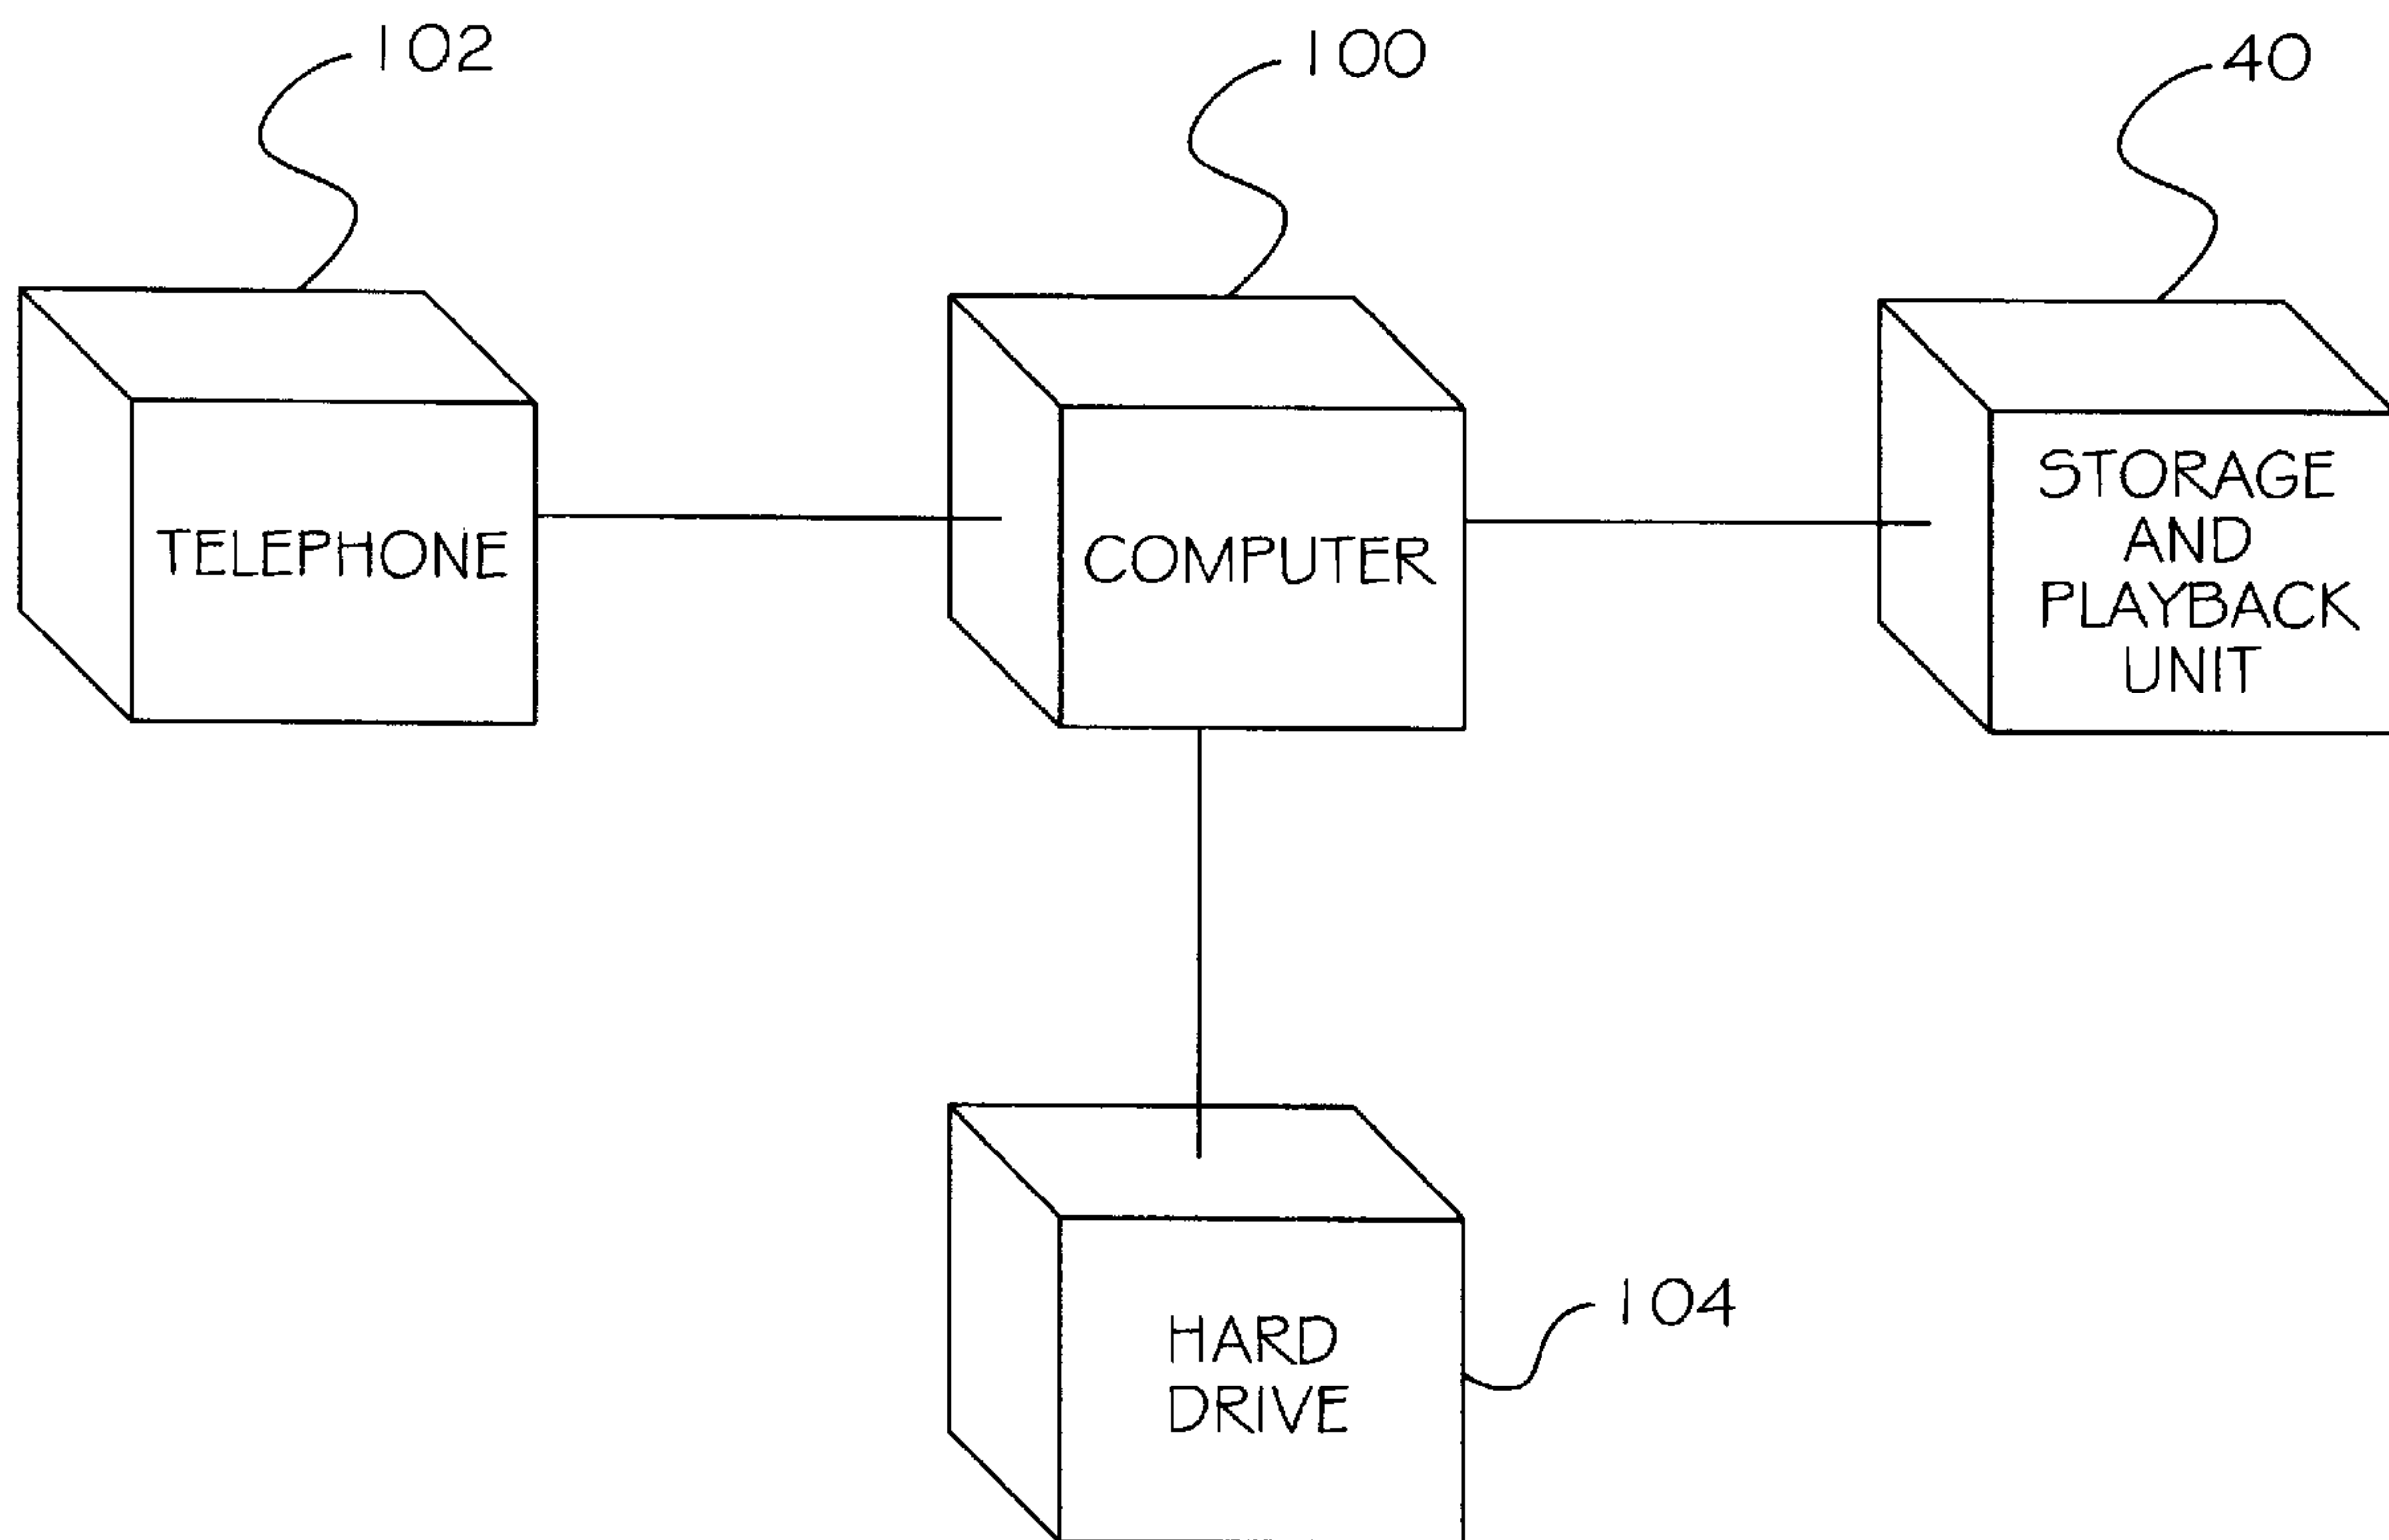 102
100
40
TELEPHONE
COMPUTER
STORAGE
AND
PLAYBACK
UNIT
HARD
DRIVE
104